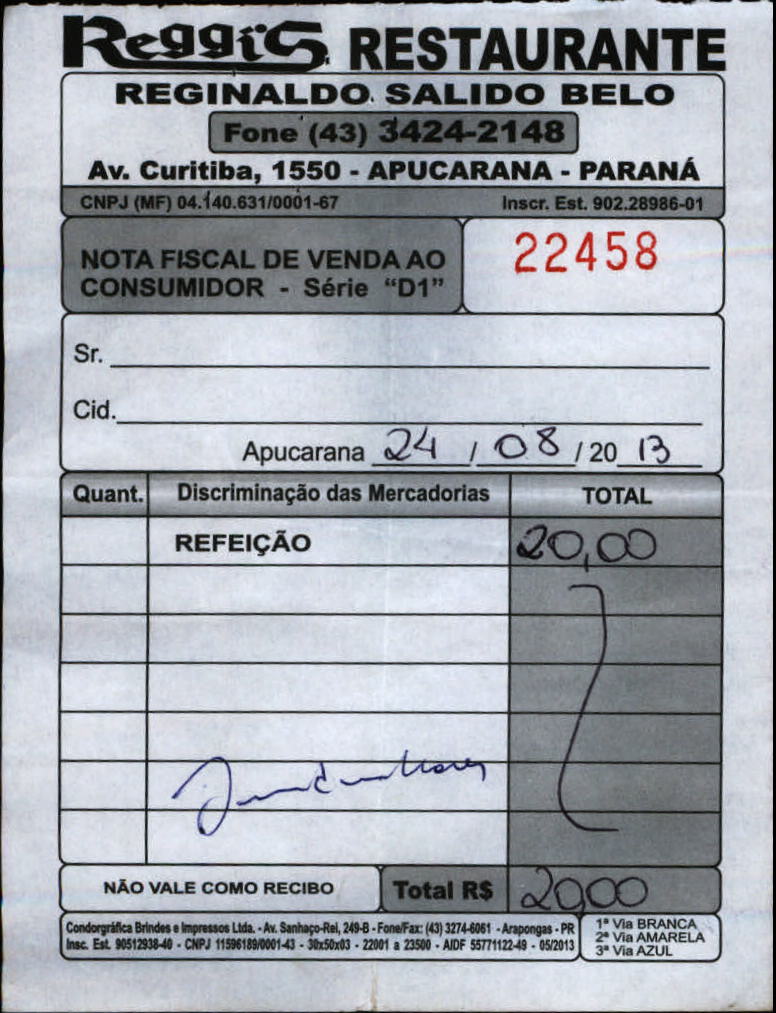 Reggis RESTAURANTE
REGINALDO SALIDO BELO
Fone (43) 3424-2148
Av. Curitiba, 1550 - APUCARANA - PARANÁ
CNPJ (MF) 04.140.631/0001-67 Inscr. Est. 902.28986-01
NOTA FISCAL DE VENDA AO
CONSUMIDOR - Série "D1"
22458
Sr.
Cid.
Apucarana 24 / 08 / 20 13
Quant. Discriminação das Mercadorias TOTAL
REFEIÇÃO 20,00
NÃO VALE COMO RECIBO Total R$ 20,00
Condorgráfica Brindes e Impressos Ltda. - Av. Sanhaço-Rei, 249-B - Fone/Fax: (43) 3274-6061 - Arapongas - PR
Insc. Est. 90512938-40 - CNPJ 11596189/0001-43 - 30x50x03 - 22001 a 23500 - AIDF 55771122-49 - 05/2013
1ª Via BRANCA
2ª Via AMARELA
3ª Via AZUL